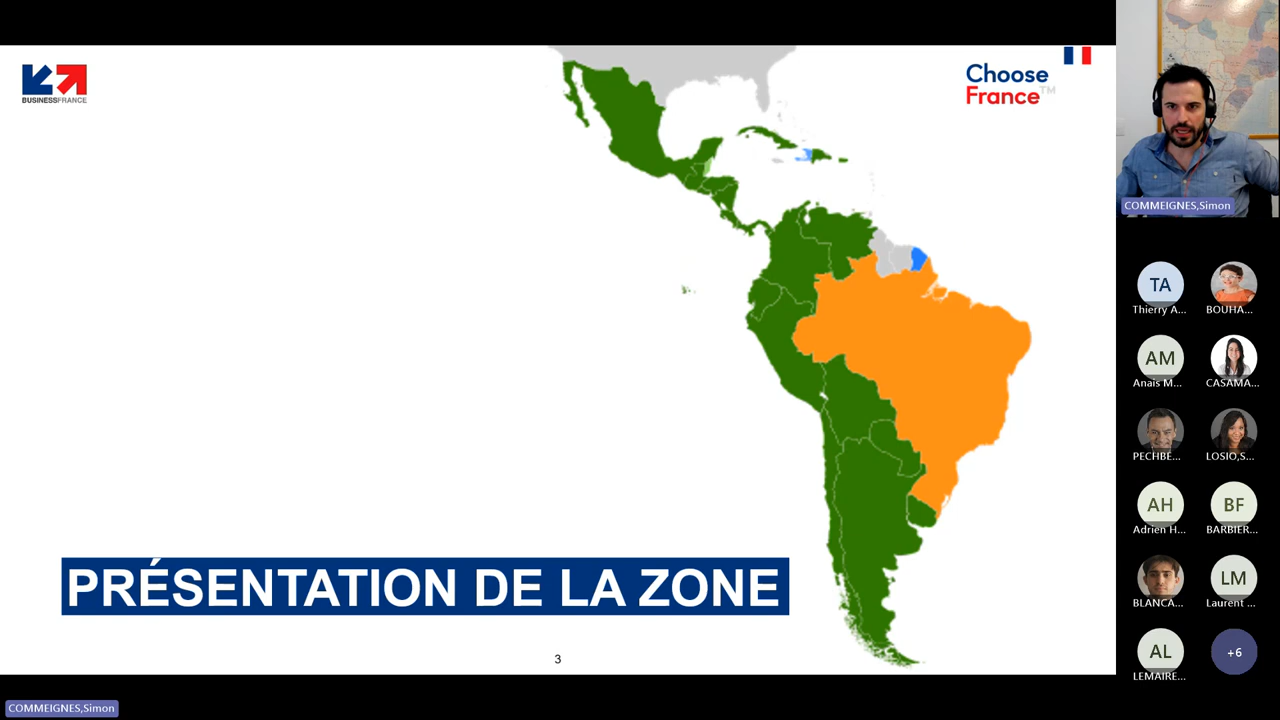 BUSINESSFRANCE
Choose
France™
PRÉSENTATION DE LA ZONE
3
COMMEIGNES,Simon
COMMEIGNES,Simon
TA
Thierry A...
BOUHA...
AM
Anais M...
CASAMA...
PECHBE...
LOSIO,S...
AH
Adrien H...
BF
BARBIER...
BLANCA...
LM
Laurent ...
AL
LEMAIRE...
+6